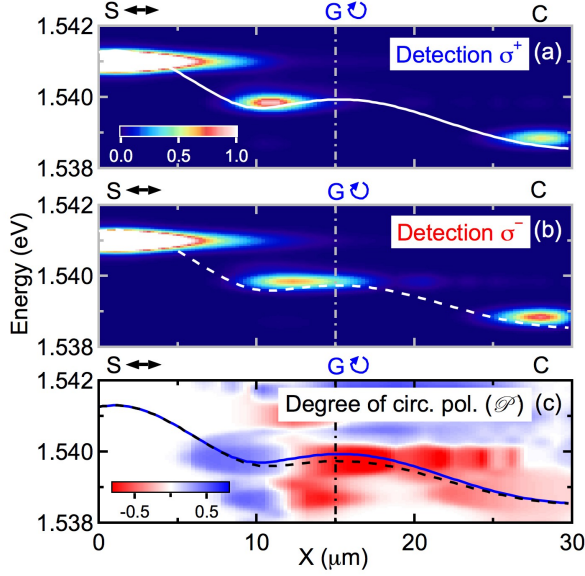 S ↔ G ↻ C
1.542
Detection σ⁺ (a)
1.540
0.0 0.5 1.0
1.538
S ↔ G ↻ C
1.542
Detection σ⁻ (b)
1.540
Energy (eV)
1.538
S ↔ G ↻ C
1.542
Degree of circ. pol. (𝒫) (c)
1.540
-0.5 0.5
1.538
0 10 20 30
X (μm)